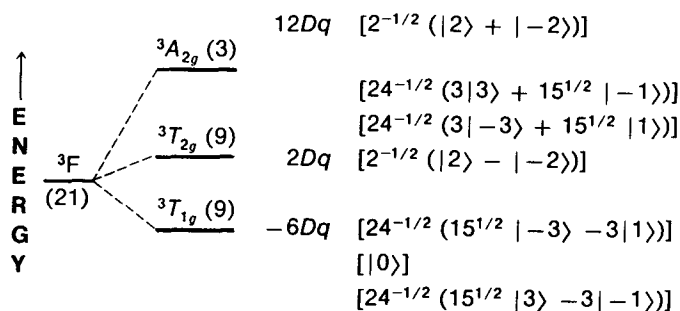 12Dq [2^{-1/2} (|2⟩ + |−2⟩)]
³A₂g (3)
[24^{-1/2} (3|3⟩ + 15^{1/2} |−1⟩)]
[24^{-1/2} (3|−3⟩ + 15^{1/2} |1⟩)]
³T₂g (9) 2Dq [2^{-1/2} (|2⟩ − |−2⟩)]
³F
(21)
³T₁g (9) −6Dq [24^{-1/2} (15^{1/2} |−3⟩ −3|1⟩)]
[|0⟩]
[24^{-1/2} (15^{1/2} |3⟩ −3|−1⟩)]
ENERGY